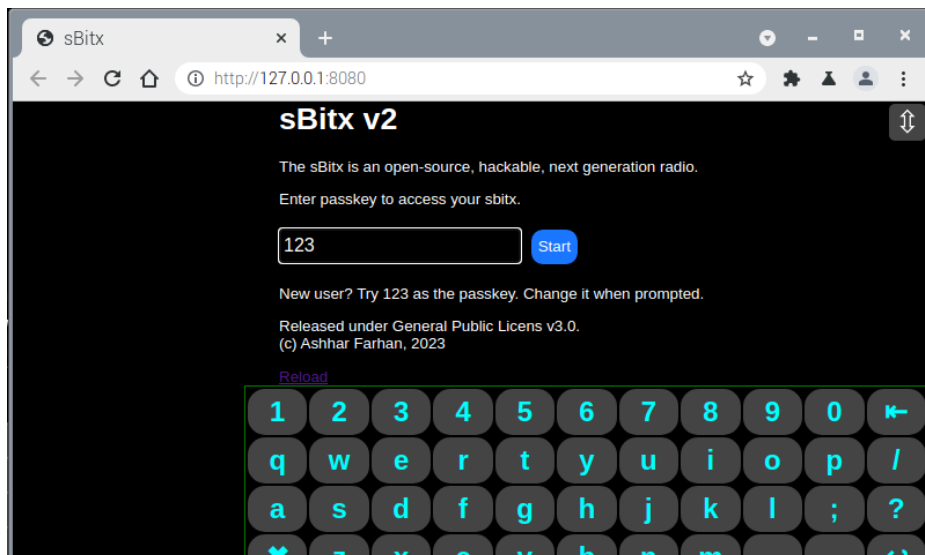 sBitx
http://127.0.0.1:8080
sBitx v2
The sBitx is an open-source, hackable, next generation radio.
Enter passkey to access your sbitx.
123 Start
New user? Try 123 as the passkey. Change it when prompted.
Released under General Public Licens v3.0.
(c) Ashhar Farhan, 2023
Reload
1 2 3 4 5 6 7 8 9 0
q w e r t y u i o p /
a s d f g h j k l ; ?